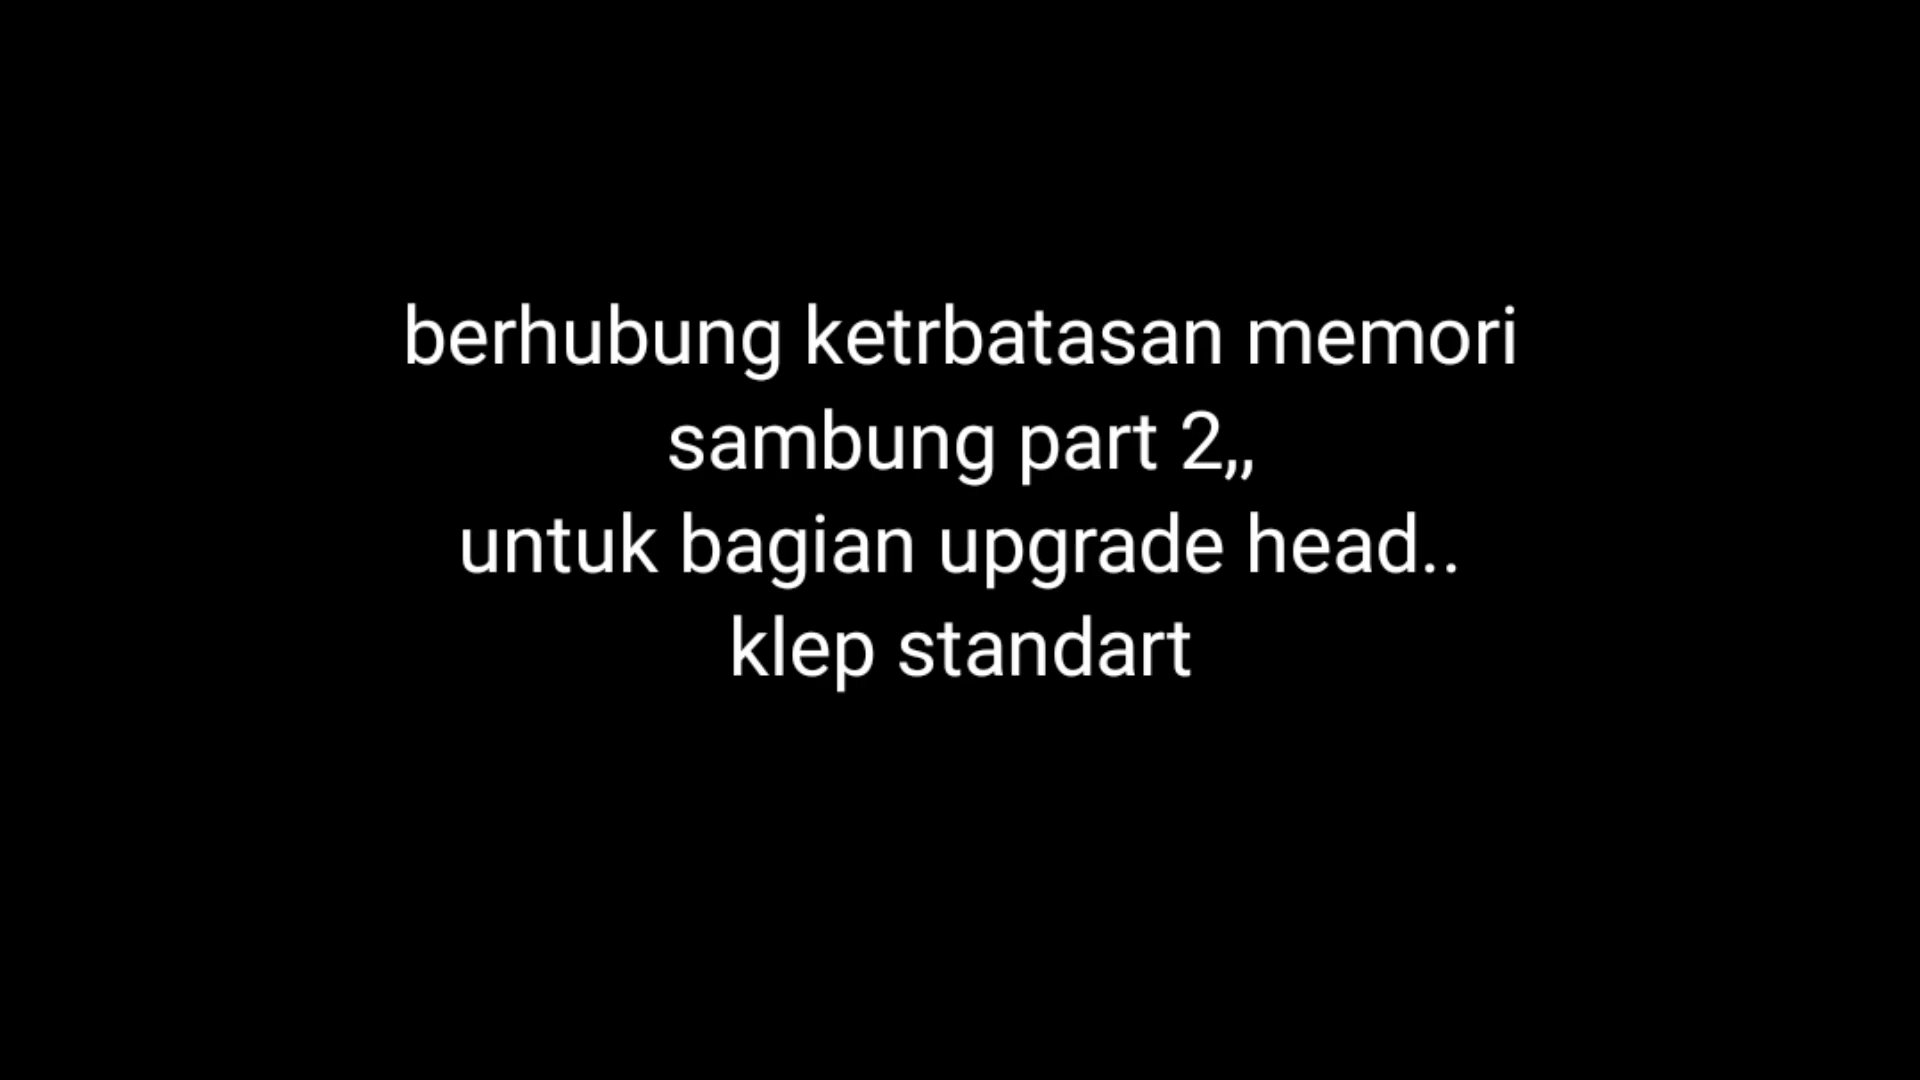 berhubung ketrbatasan memori
sambung part 2,,
untuk bagian upgrade head..
klep standart